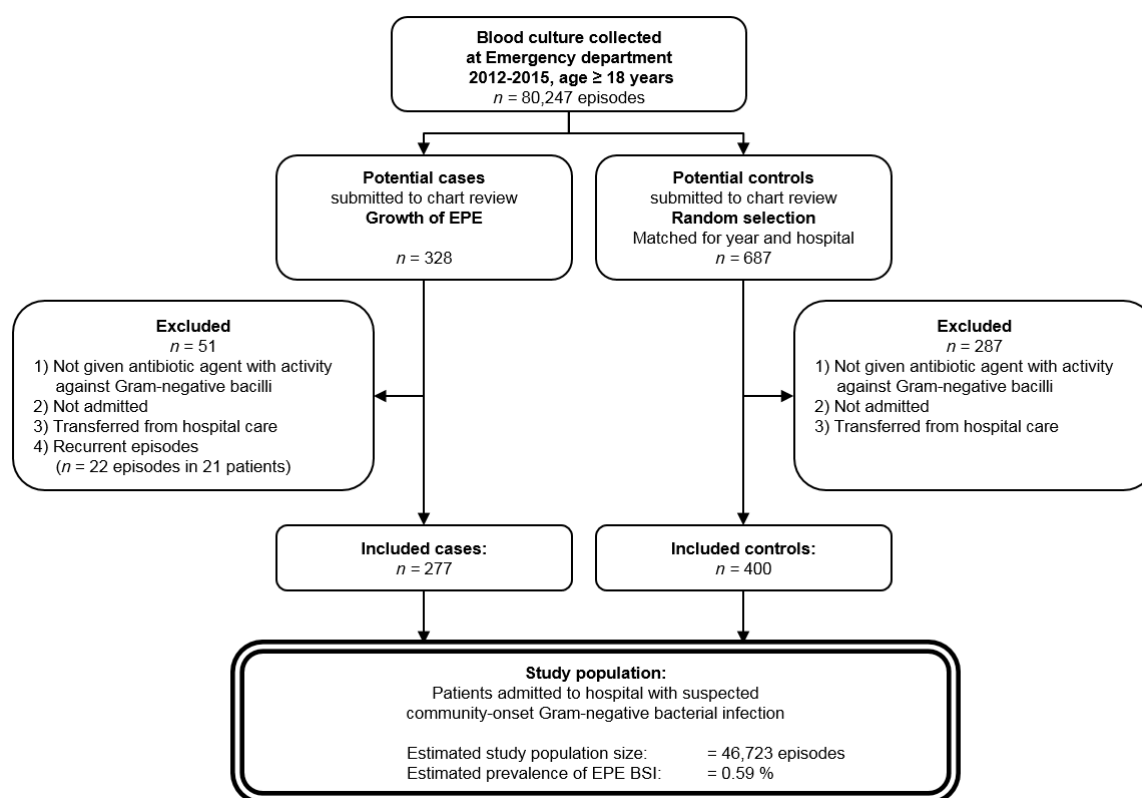 Blood culture collected
at Emergency department
2012-2015, age ≥ 18 years
n = 80,247 episodes
Potential cases
submitted to chart review
Growth of EPE
n = 328
Potential controls
submitted to chart review
Random selection
Matched for year and hospital
n = 687
Excluded
n = 51
1) Not given antibiotic agent with activity
against Gram-negative bacilli
2) Not admitted
3) Transferred from hospital care
4) Recurrent episodes
(n = 22 episodes in 21 patients)
Excluded
n = 287
1) Not given antibiotic agent with activity
against Gram-negative bacilli
2) Not admitted
3) Transferred from hospital care
Included cases:
n = 277
Included controls:
n = 400
Study population:
Patients admitted to hospital with suspected
community-onset Gram-negative bacterial infection
Estimated study population size: = 46,723 episodes
Estimated prevalence of EPE BSI: = 0.59 %